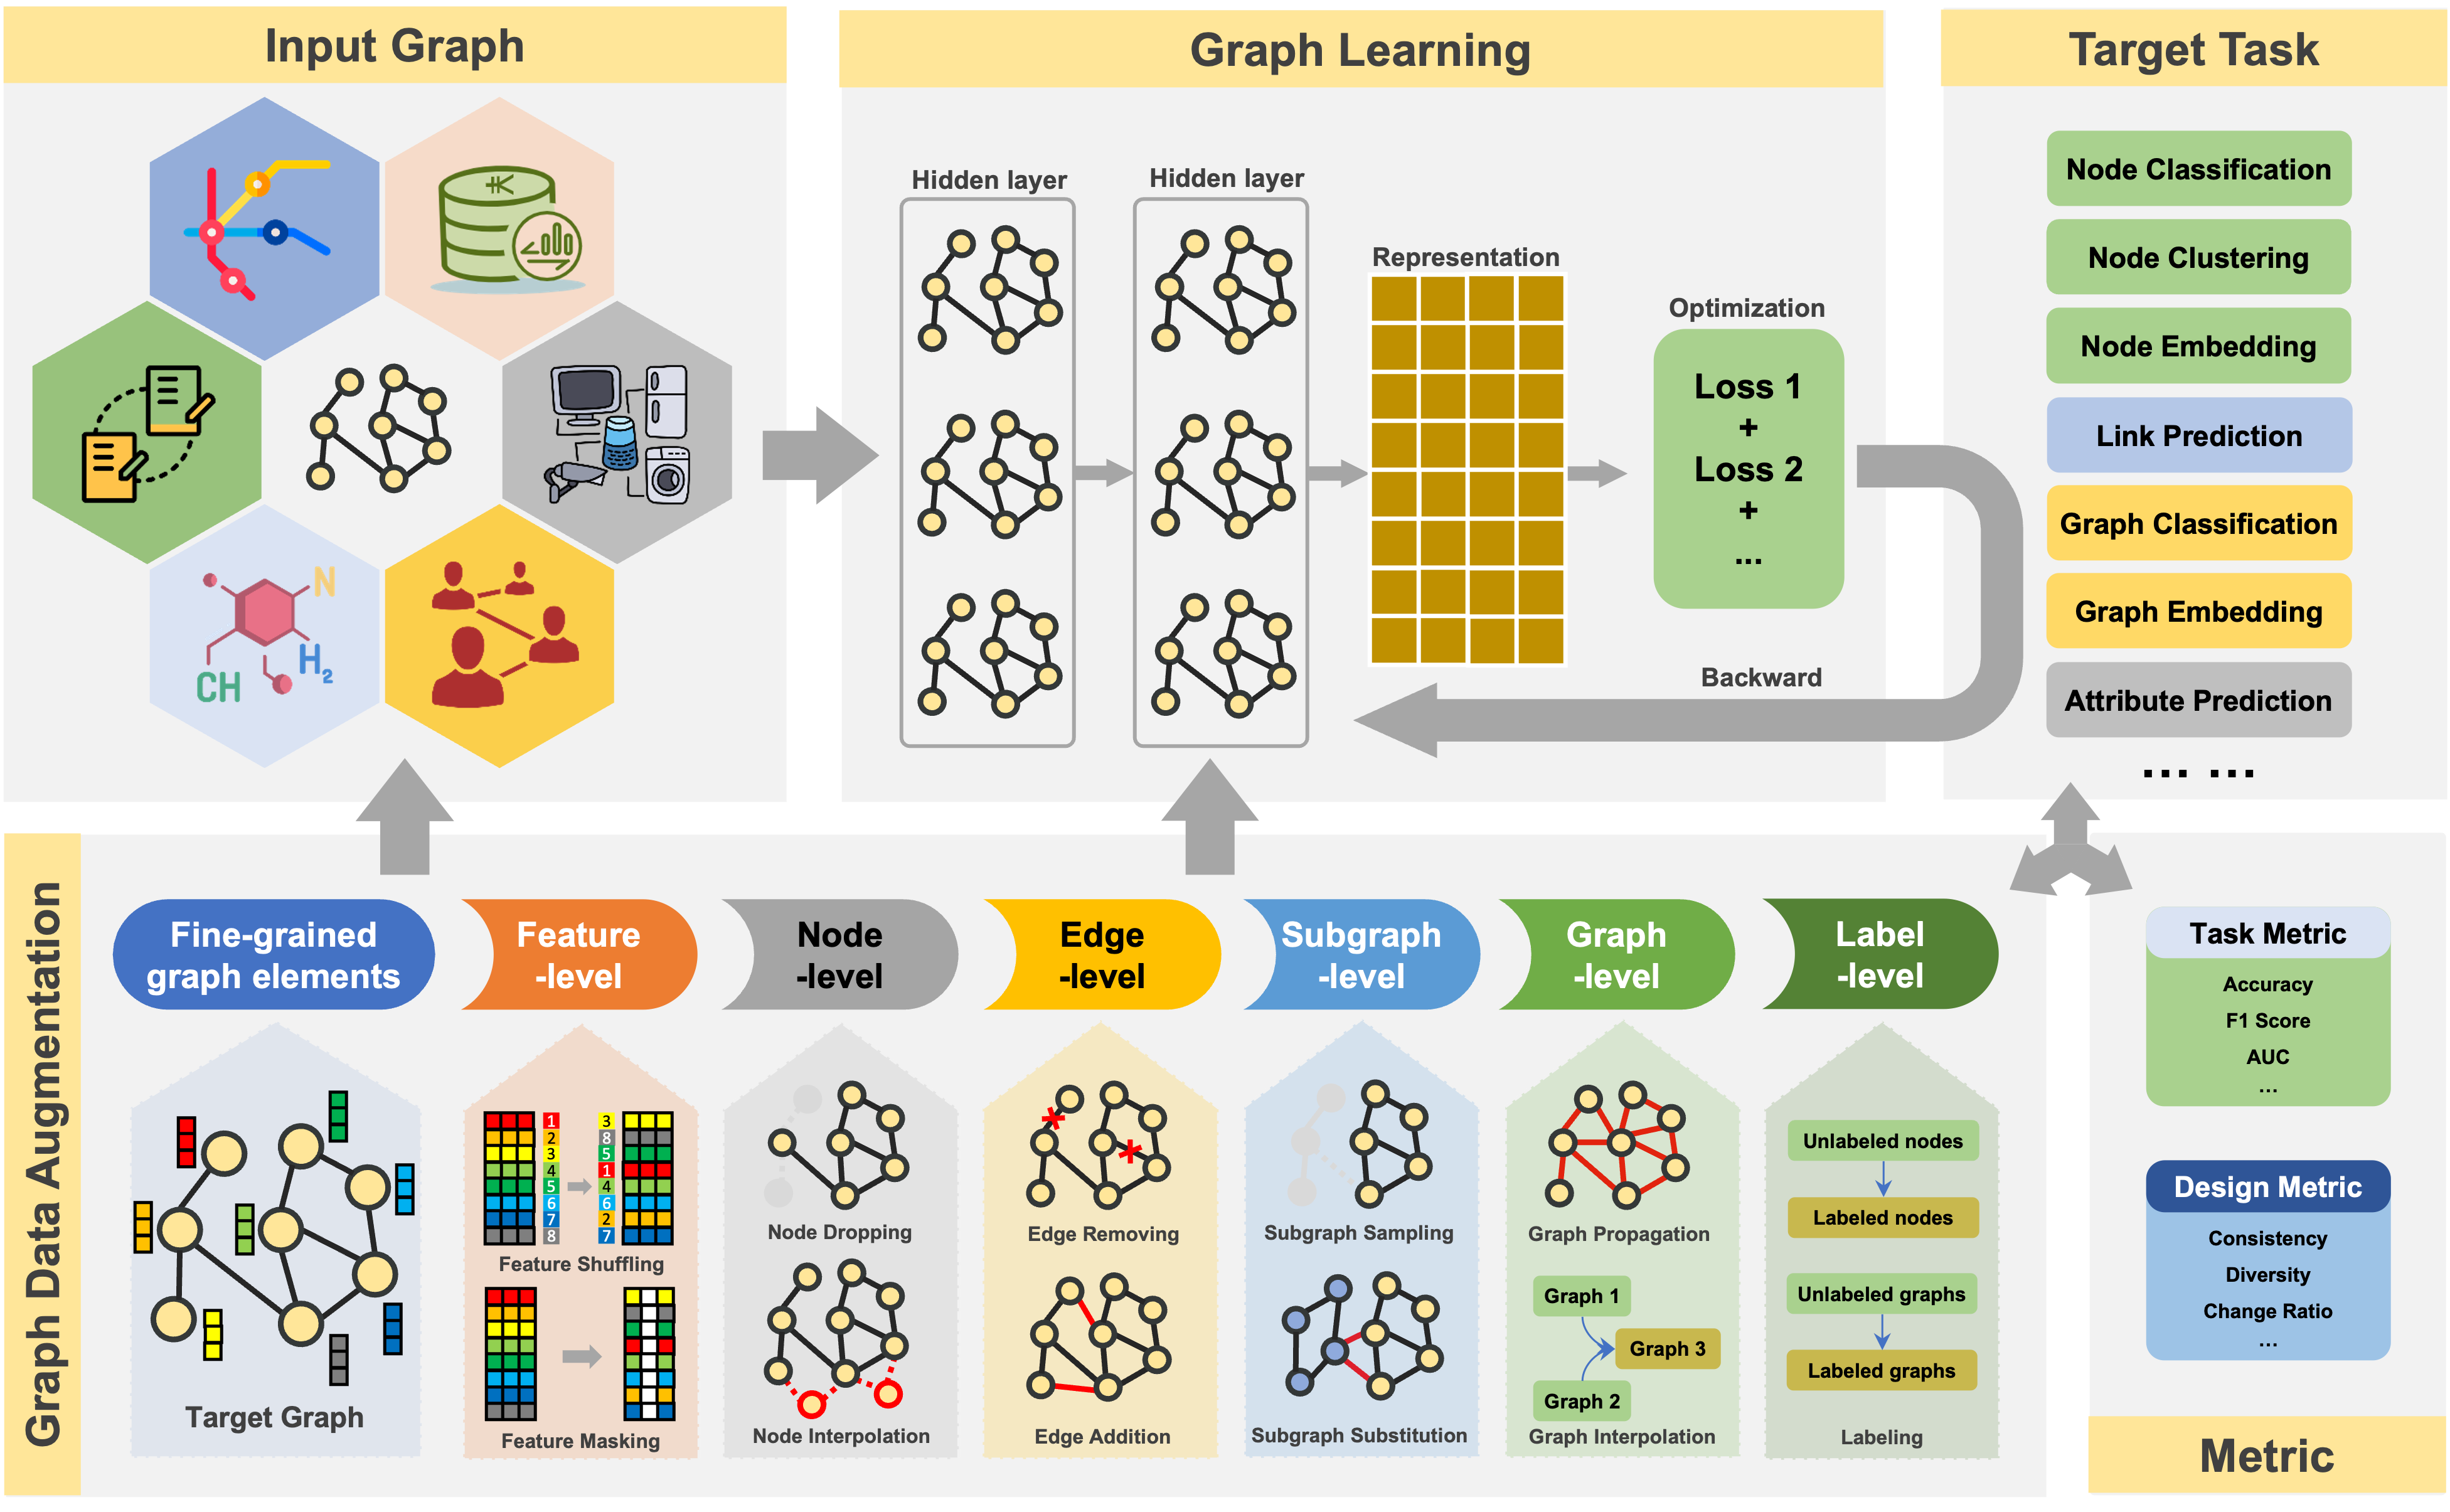 Input Graph
N
CH
H2
Graph Learning
Hidden layer
Hidden layer
Representation
Optimization
Loss 1
+
Loss 2
+
...
Backward
Target Task
Node Classification
Node Clustering
Node Embedding
Link Prediction
Graph Classification
Graph Embedding
Attribute Prediction
... ...
Graph Data Augmentation
Fine-grained
graph elements
Target Graph
Feature
-level
1 3
2 8
3 5
4 1
5 4
6 6
7 2
8 7
Feature Shuffling
Feature Masking
Node
-level
Node Dropping
Node Interpolation
Edge
-level
Edge Removing
Edge Addition
Subgraph
-level
Subgraph Sampling
Subgraph Substitution
Graph
-level
Graph Propagation
Graph 1
Graph 3
Graph 2
Graph Interpolation
Label
-level
Unlabeled nodes
Labeled nodes
Unlabeled graphs
Labeled graphs
Labeling
Task Metric
Accuracy
F1 Score
AUC
...
Design Metric
Consistency
Diversity
Change Ratio
...
Metric